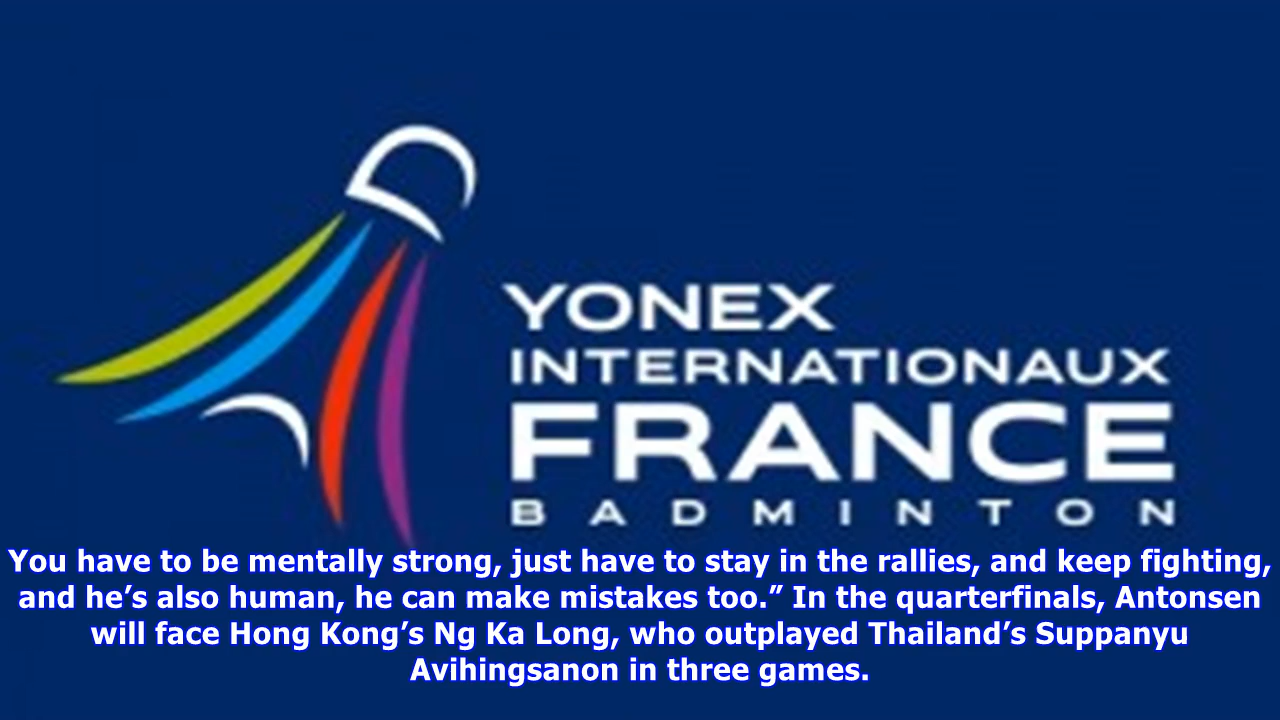 YONEX
INTERNATIONAUX
FRANCE
BADMINTON
You have to be mentally strong, just have to stay in the rallies, and keep fighting,
and he’s also human, he can make mistakes too.” In the quarterfinals, Antonsen
will face Hong Kong’s Ng Ka Long, who outplayed Thailand’s Suppanyu
Avihingsanon in three games.